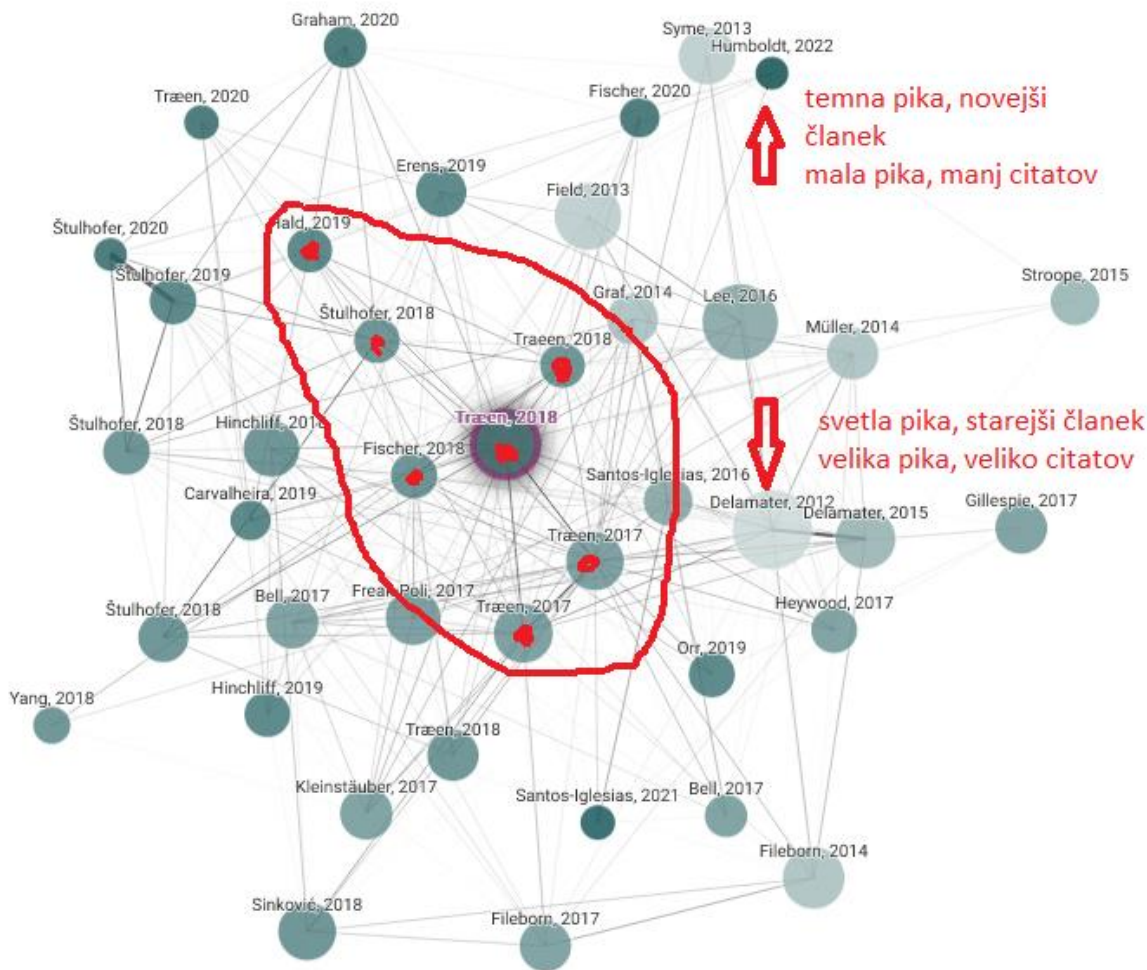 Graham, 2020
Syme, 2013
Humboldt, 2022
Træen, 2020
Fischer, 2020
temna pika, novejši
članek
mala pika, manj citatov
Erens, 2019
Field, 2013
Hald, 2019
Štulhofer, 2020
Štulhofer, 2019
Stroope, 2015
Graf, 2014
Lee, 2016
Štulhofer, 2018
Müller, 2014
Traeen, 2018
Træen, 2018
svetla pika, starejši članek
velika pika, veliko citatov
Štulhofer, 2018
Hinchliff, 2018
Fischer, 2018
Santos-Iglesias, 2016
Carvalheira, 2019
Delamater, 2012
Delamater, 2015
Gillespie, 2017
Træen, 2017
Štulhofer, 2018
Bell, 2017
Freak-Poli, 2017
Træen, 2017
Heywood, 2017
Orr, 2019
Yang, 2018
Hinchliff, 2019
Træen, 2018
Kleinstäuber, 2017
Santos-Iglesias, 2021
Bell, 2017
Fileborn, 2014
Sinković, 2018
Fileborn, 2017